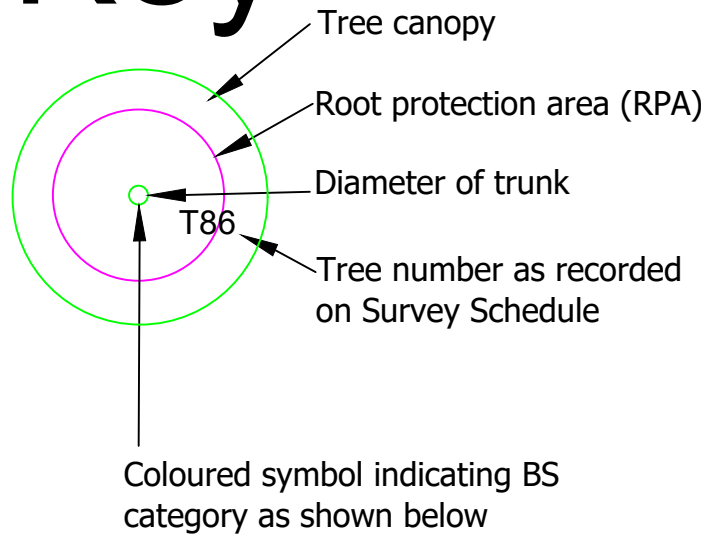 Key
Tree canopy
Root protection area (RPA)
Diameter of trunk
T86
Tree number as recorded
on Survey Schedule
Coloured symbol indicating BS
category as shown below